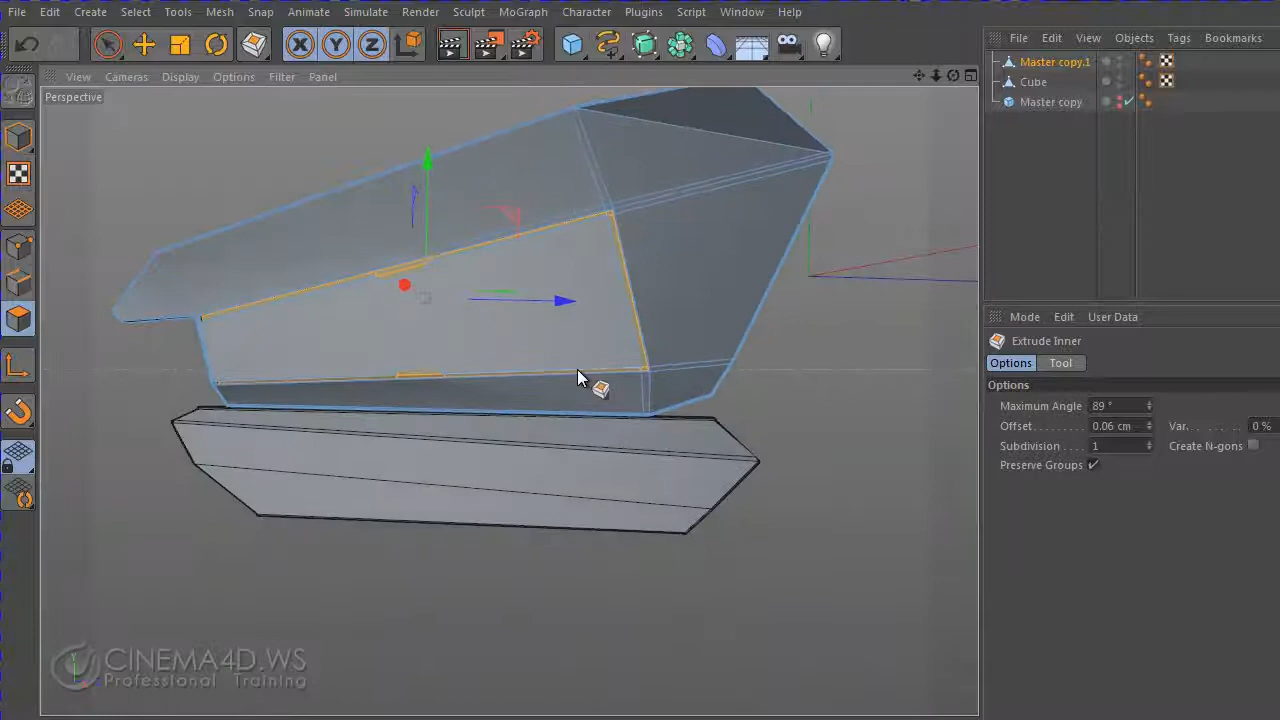 File Edit Create Select Tools Mesh Snap Animate Simulate Render Sculpt MoGraph Character Plugins Script Window Help
X Y Z
File Edit View Objects Tags Bookmarks
View Cameras Display Options Filter Panel
Perspective
Master copy.1
Cube
Master copy
Mode Edit User Data
Extrude Inner
Options Tool
Options
Maximum Angle 89 °
Offset 0.06 cm Var. 0 %
Subdivision 1 Create N-gons
Preserve Groups
CINEMA4D.WS
Professional Training
Y